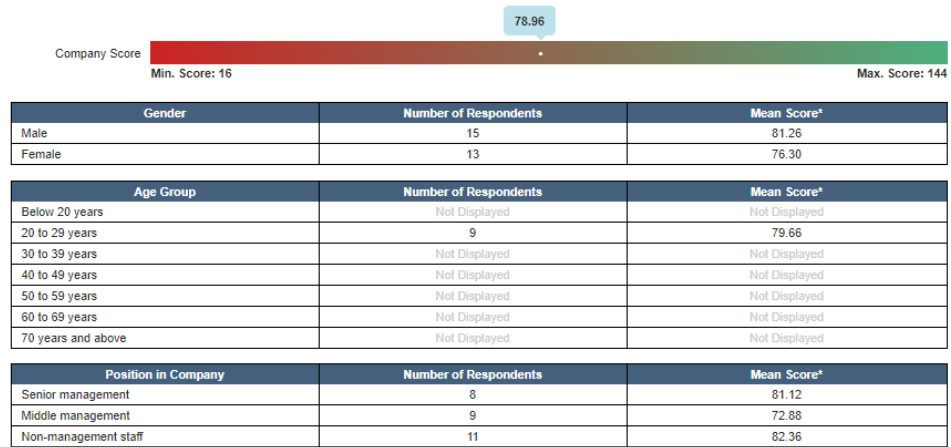 78.96
Company Score
Min. Score: 16 Max. Score: 144
Gender Number of Respondents Mean Score*
Male 15 81.26
Female 13 76.30
Age Group Number of Respondents Mean Score*
Below 20 years Not Displayed Not Displayed
20 to 29 years 9 79.66
30 to 39 years Not Displayed Not Displayed
40 to 49 years Not Displayed Not Displayed
50 to 59 years Not Displayed Not Displayed
60 to 69 years Not Displayed Not Displayed
70 years and above Not Displayed Not Displayed
Position in Company Number of Respondents Mean Score*
Senior management 8 81.12
Middle management 9 72.88
Non-management staff 11 82.36